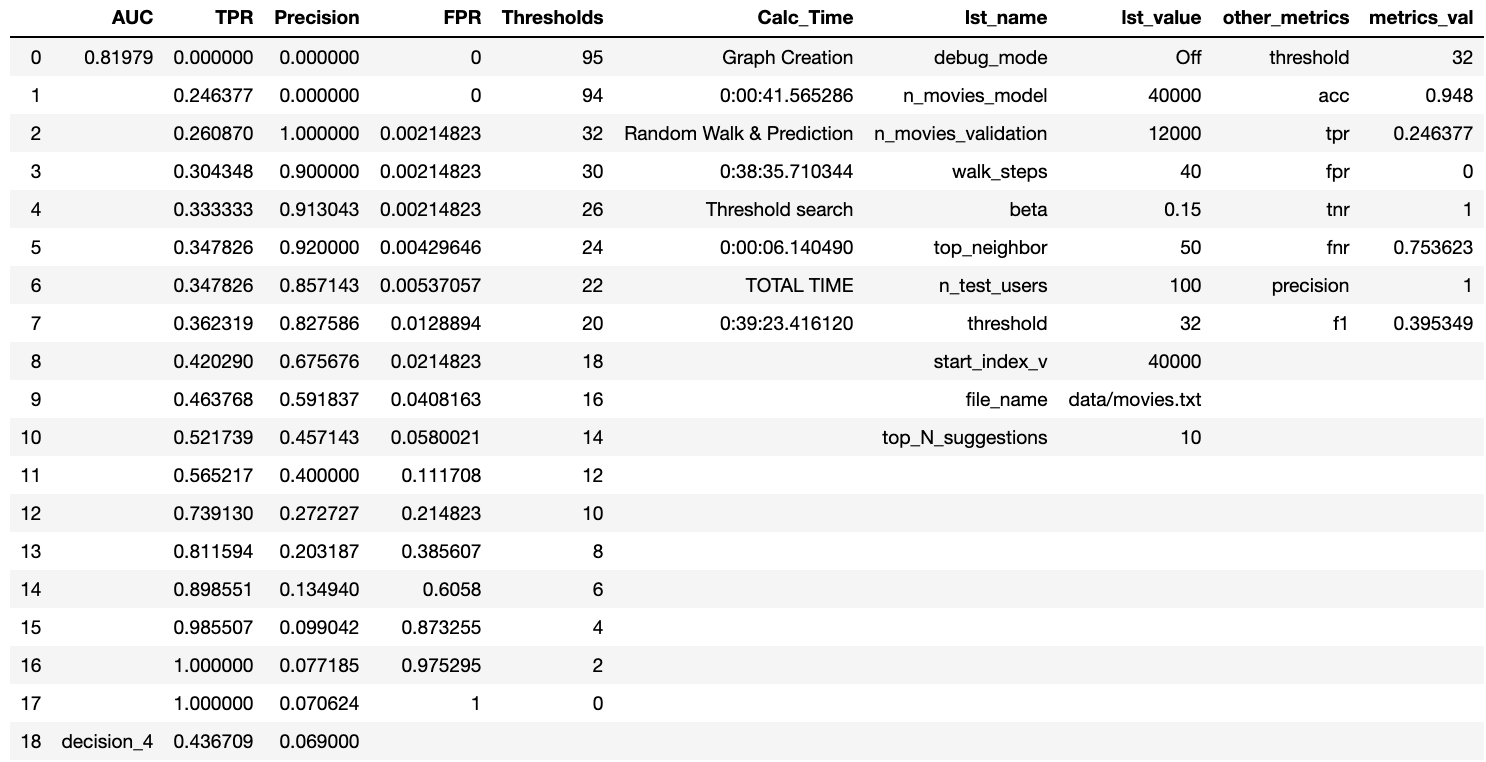 AUC TPR Precision FPR Thresholds Calc_Time lst_name lst_value other_metrics metrics_val
0 0.81979 0.000000 0.000000 0 95 Graph Creation debug_mode Off threshold 32
1 0.246377 0.000000 0 94 0:00:41.565286 n_movies_model 40000 acc 0.948
2 0.260870 1.000000 0.00214823 32 Random Walk & Prediction n_movies_validation 12000 tpr 0.246377
3 0.304348 0.900000 0.00214823 30 0:38:35.710344 walk_steps 40 fpr 0
4 0.333333 0.913043 0.00214823 26 Threshold search beta 0.15 tnr 1
5 0.347826 0.920000 0.00429646 24 0:00:06.140490 top_neighbor 50 fnr 0.753623
6 0.347826 0.857143 0.00537057 22 TOTAL TIME n_test_users 100 precision 1
7 0.362319 0.827586 0.0128894 20 0:39:23.416120 threshold 32 f1 0.395349
8 0.420290 0.675676 0.0214823 18 start_index_v 40000
9 0.463768 0.591837 0.0408163 16 file_name data/movies.txt
10 0.521739 0.457143 0.0580021 14 top_N_suggestions 10
11 0.565217 0.400000 0.111708 12
12 0.739130 0.272727 0.214823 10
13 0.811594 0.203187 0.385607 8
14 0.898551 0.134940 0.6058 6
15 0.985507 0.099042 0.873255 4
16 1.000000 0.077185 0.975295 2
17 1.000000 0.070624 1 0
18 decision_4 0.436709 0.069000